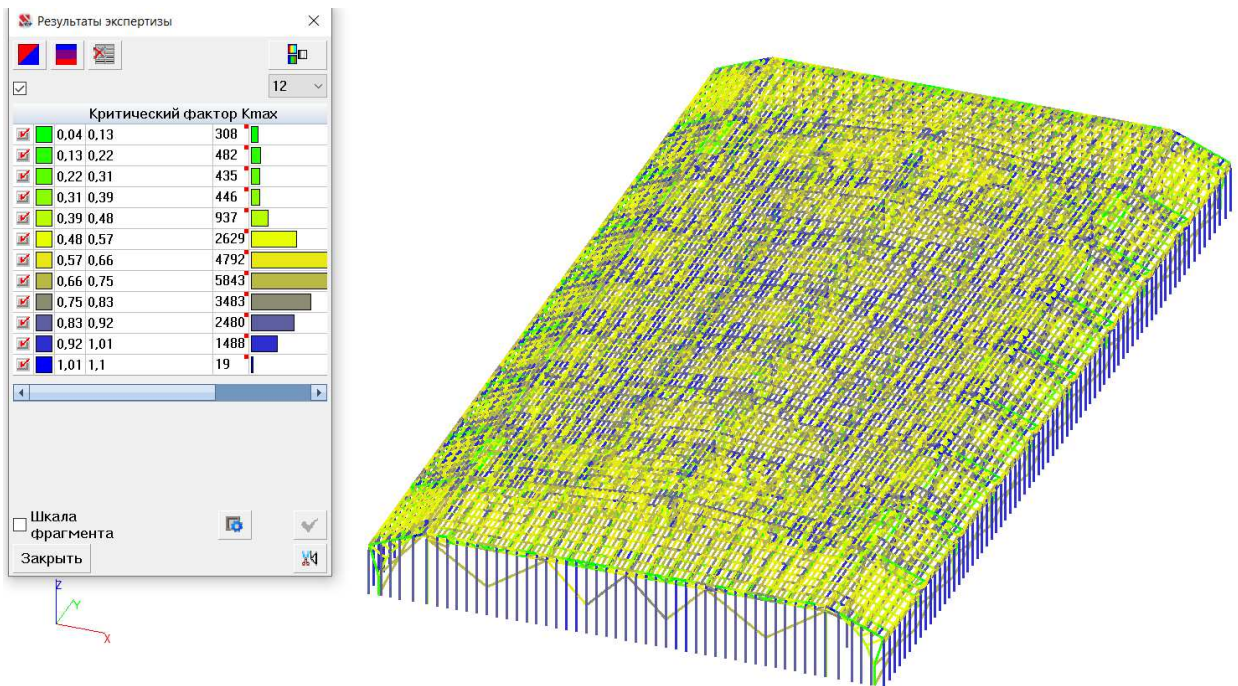 Результаты экспертизы
12
Критический фактор Kmax
0,04 0,13 308
0,13 0,22 482
0,22 0,31 435
0,31 0,39 446
0,39 0,48 937
0,48 0,57 2629
0,57 0,66 4792
0,66 0,75 5843
0,75 0,83 3483
0,83 0,92 2480
0,92 1,01 1488
1,01 1,1 19
Шкала
фрагмента
Закрыть
Z
Y
X